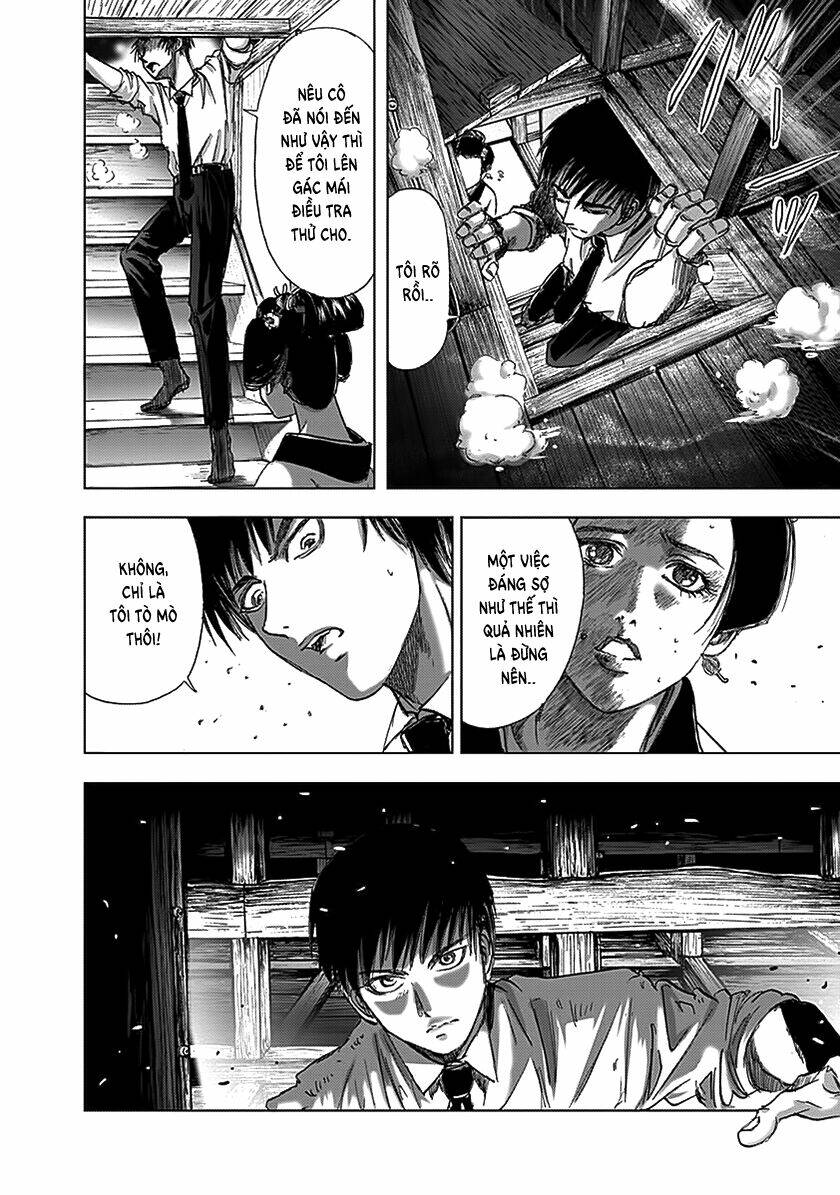 TÔI RÕ
RỒI..
NÊU CÔ
ĐÃ NÓI ĐẾN
NHƯ VẬY THÌ
ĐỂ TÔI LÊN
GÁC MÁI
ĐIỀU TRA
THỬ CHO.
MỘT VIỆC
ĐÁNG SỢ
NHƯ THẾ THÌ
QUẢ NHIÊN
LÀ ĐỪNG
NÊN..
KHÔNG,
CHỈ LÀ
TÔI TÒ MÒ
THÔI!